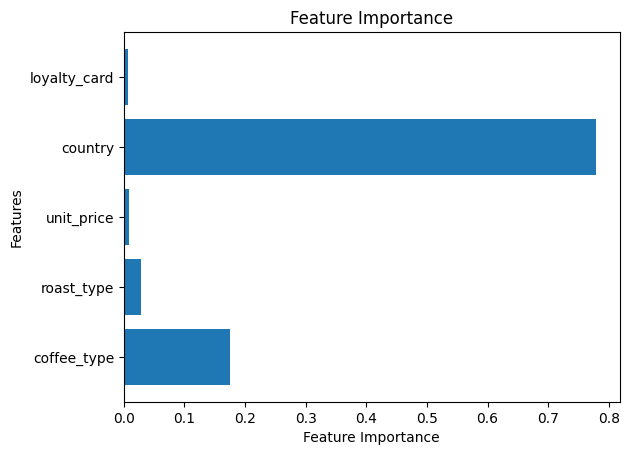 Feature Importance
loyalty_card
country
unit_price
roast_type
coffee_type
Features
0.0 0.1 0.2 0.3 0.4 0.5 0.6 0.7 0.8
Feature Importance